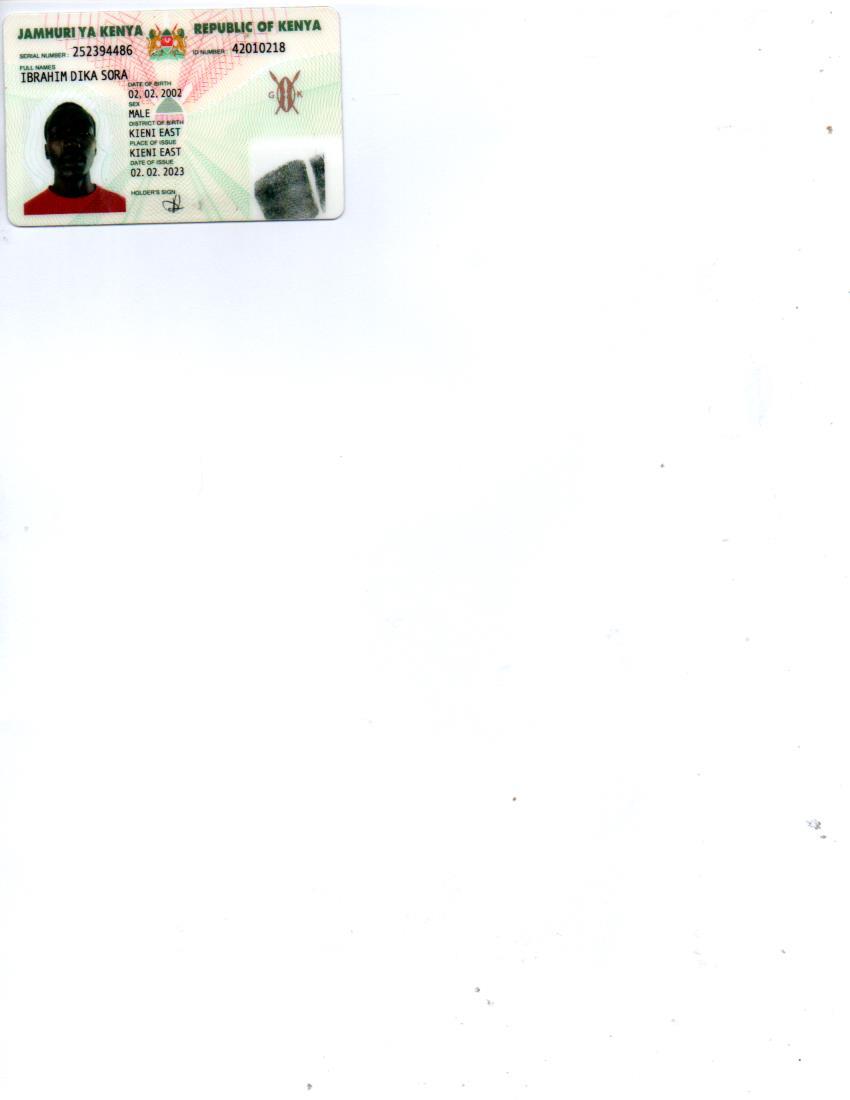 JAMHURI YA KENYA REPUBLIC OF KENYA
SERIAL NUMBER: 252394486 ID NUMBER: 42010218
FULL NAMES
IBRAHIM DIKA SORA
DATE OF BIRTH
02. 02. 2002
SEX
MALE
DISTRICT OF BIRTH
KIENI EAST
PLACE OF ISSUE
KIENI EAST
DATE OF ISSUE
02. 02. 2023
HOLDER'S SIGN.
G K